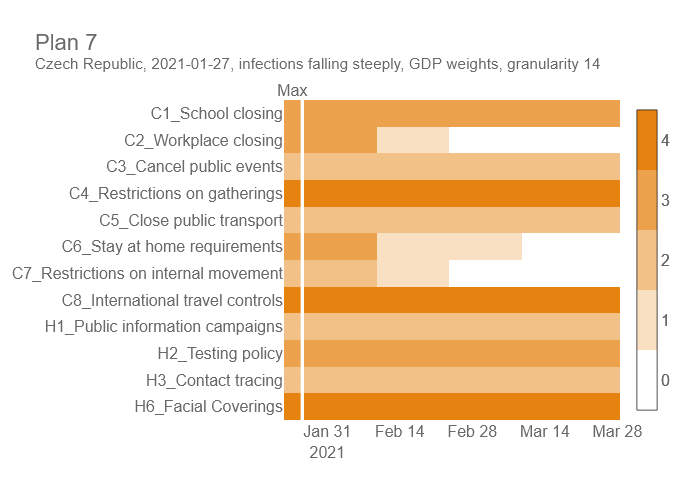 Plan 7
Czech Republic, 2021-01-27, infections falling steeply, GDP weights, granularity 14
Max
C1_School closing
C2_Workplace closing
C3_Cancel public events
C4_Restrictions on gatherings
C5_Close public transport
C6_Stay at home requirements
C7_Restrictions on internal movement
C8_International travel controls
H1_Public information campaigns
H2_Testing policy
H3_Contact tracing
H6_Facial Coverings
Jan 31 Feb 14 Feb 28 Mar 14 Mar 28
2021
4
3
2
1
0